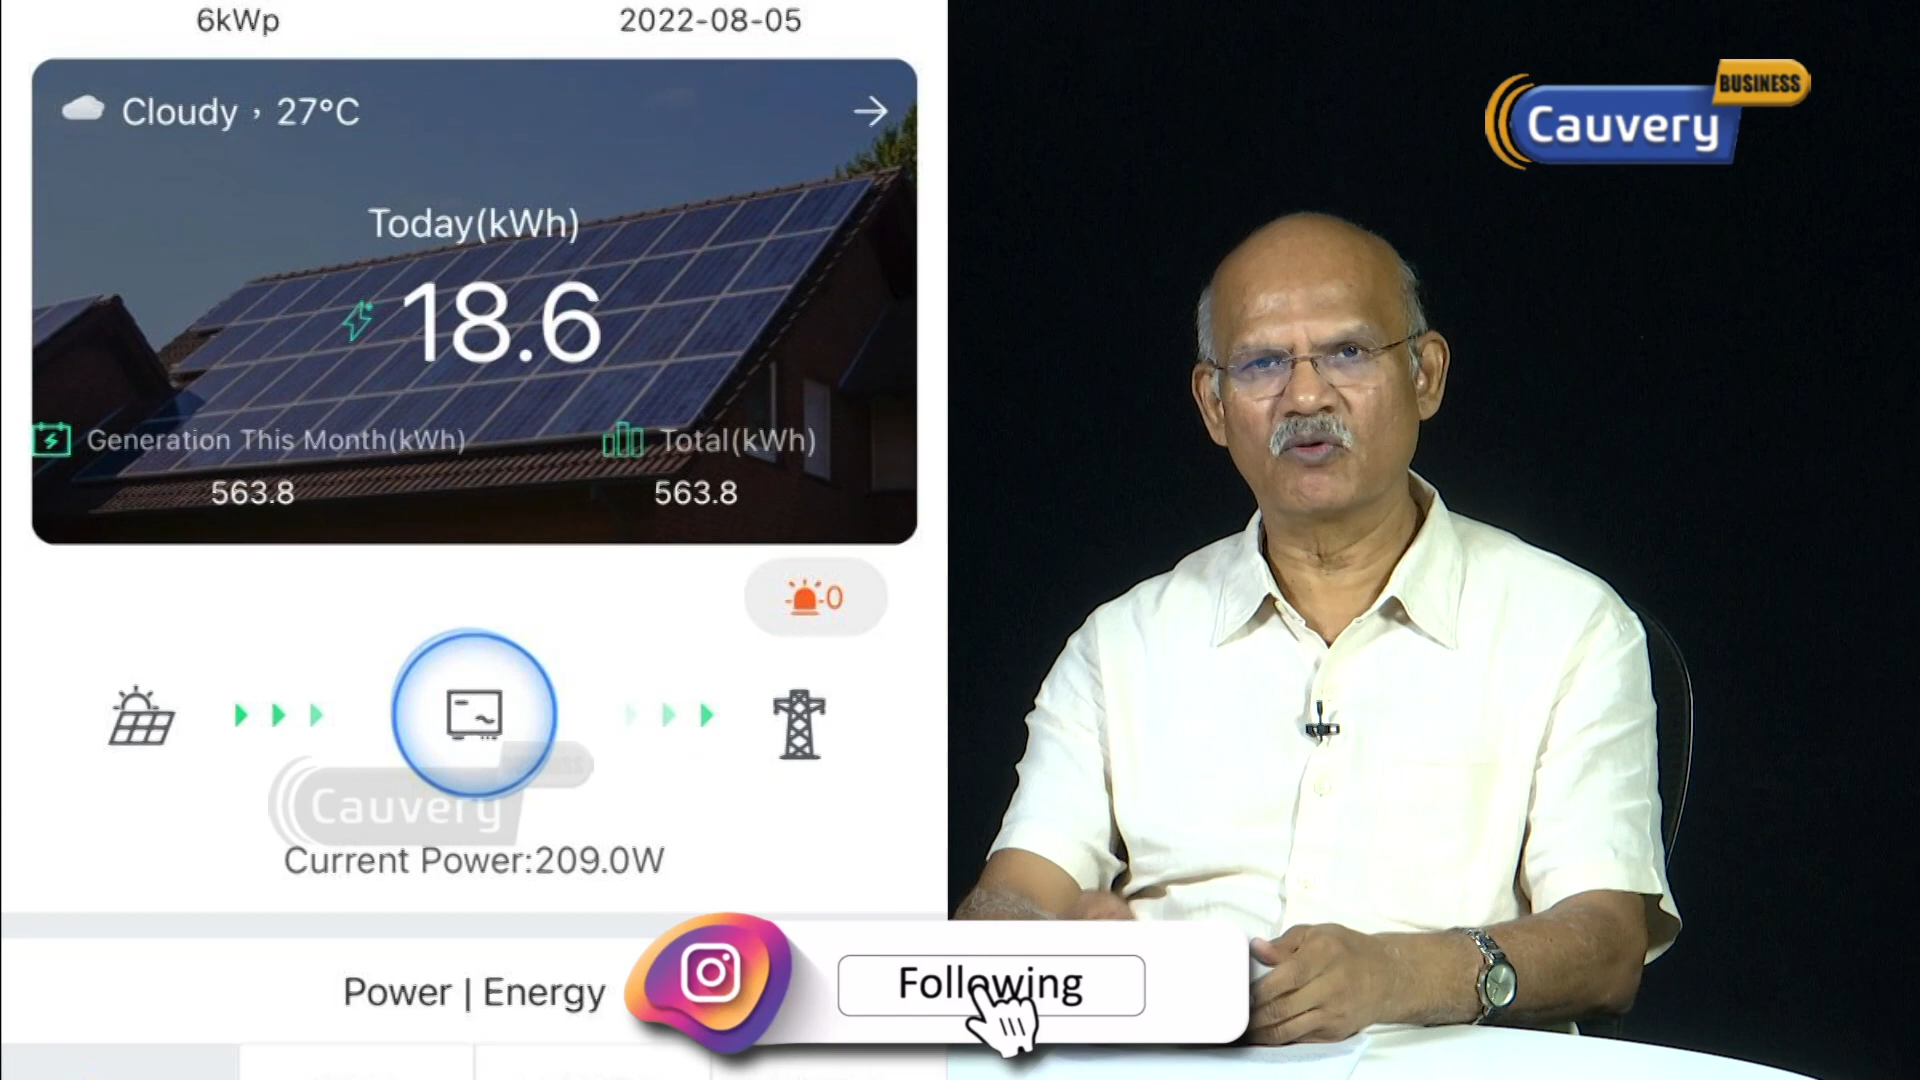 6kWp
2022-08-05
Cloudy, 27°C
Today(kWh)
18.6
Generation This Month(kWh)
563.8
Total(kWh)
563.8
0
Cauvery
Current Power:209.0W
Power | Energy
Following
BUSINESS
Cauvery